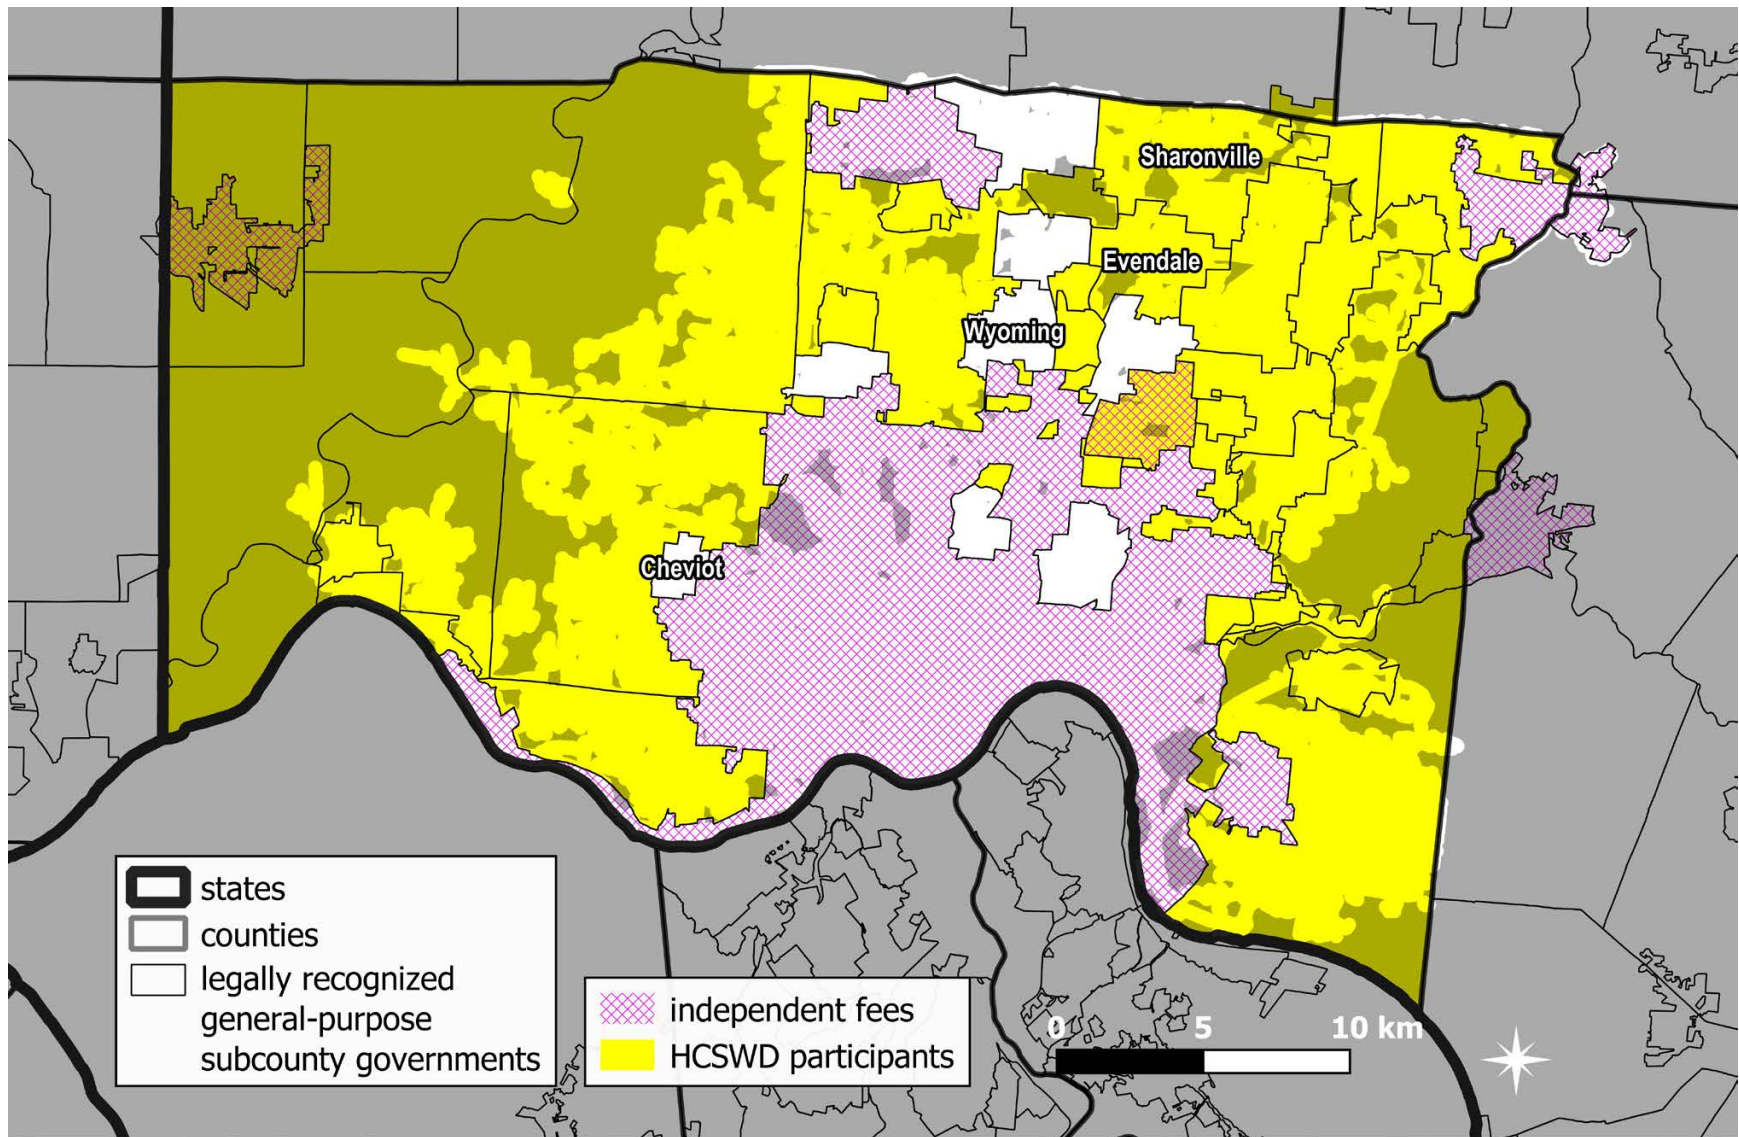 Sharonville
Evendale
Wyoming
Cheviot
states
counties
legally recognized
general-purpose
subcounty governments
independent fees
HCSWD participants
0 5 10 km